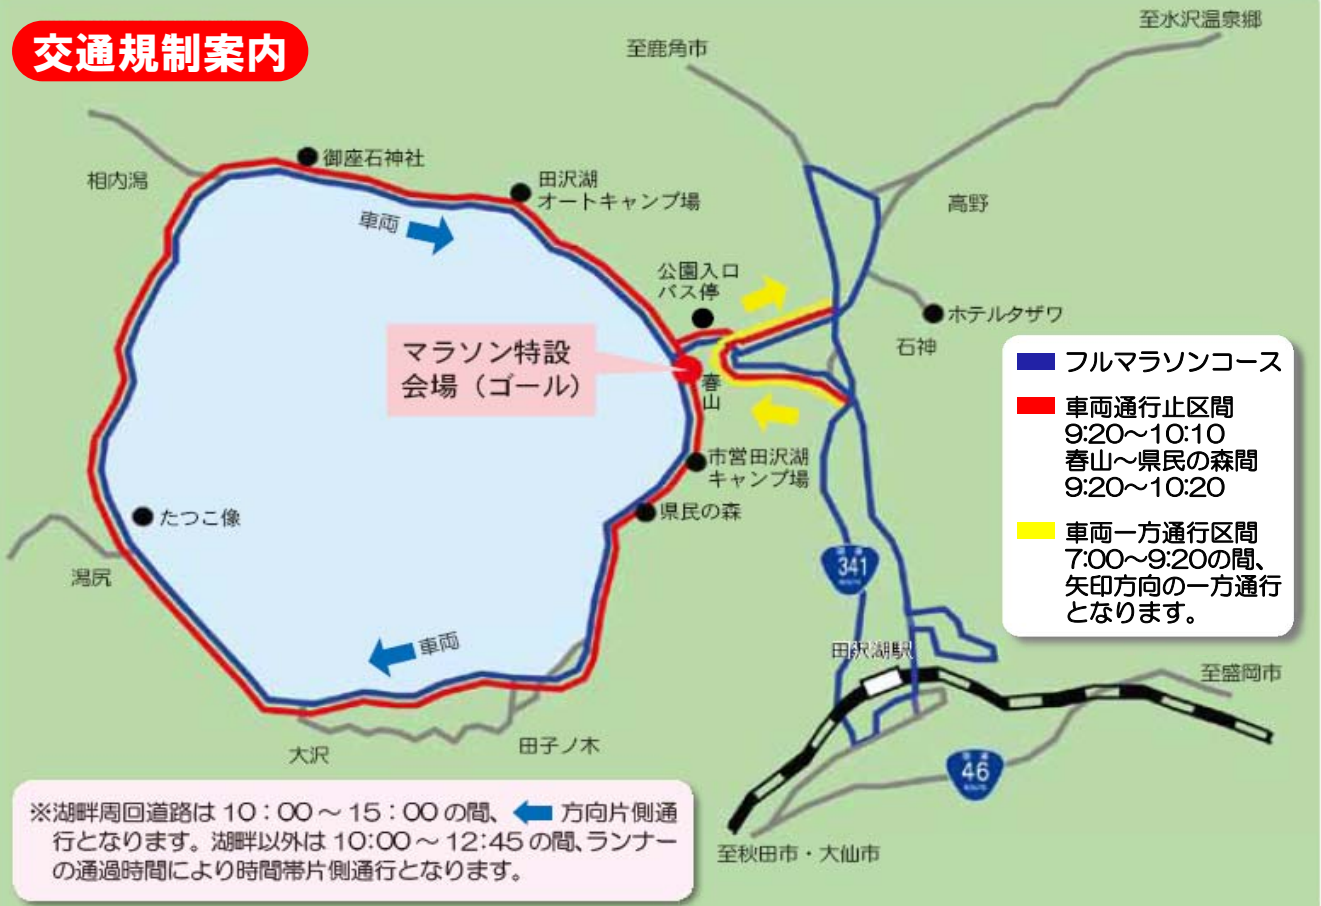 交通規制案内
至鹿角市
至水沢温泉郷
御座石神社
相内潟
田沢湖
オートキャンプ場
車両
高野
公園入口
バス停
ホテルタザワ
石神
マラソン特設
会場（ゴール）
春山
市営田沢湖
キャンプ場
県民の森
たつこ像
潟尻
フルマラソンコース
車両通行止区間
9:20〜10:10
春山〜県民の森間
9:20〜10:20
車両一方通行区間
7:00〜9:20の間、
矢印方向の一方通行
となります。
341
車両
田沢湖駅
至盛岡市
大沢
田子ノ木
46
至秋田市・大仙市
※湖畔周回道路は10：00〜15：00の間、方向片側通
行となります。湖畔以外は10:00〜12:45の間、ランナー
の通過時間により時間帯片側通行となります。